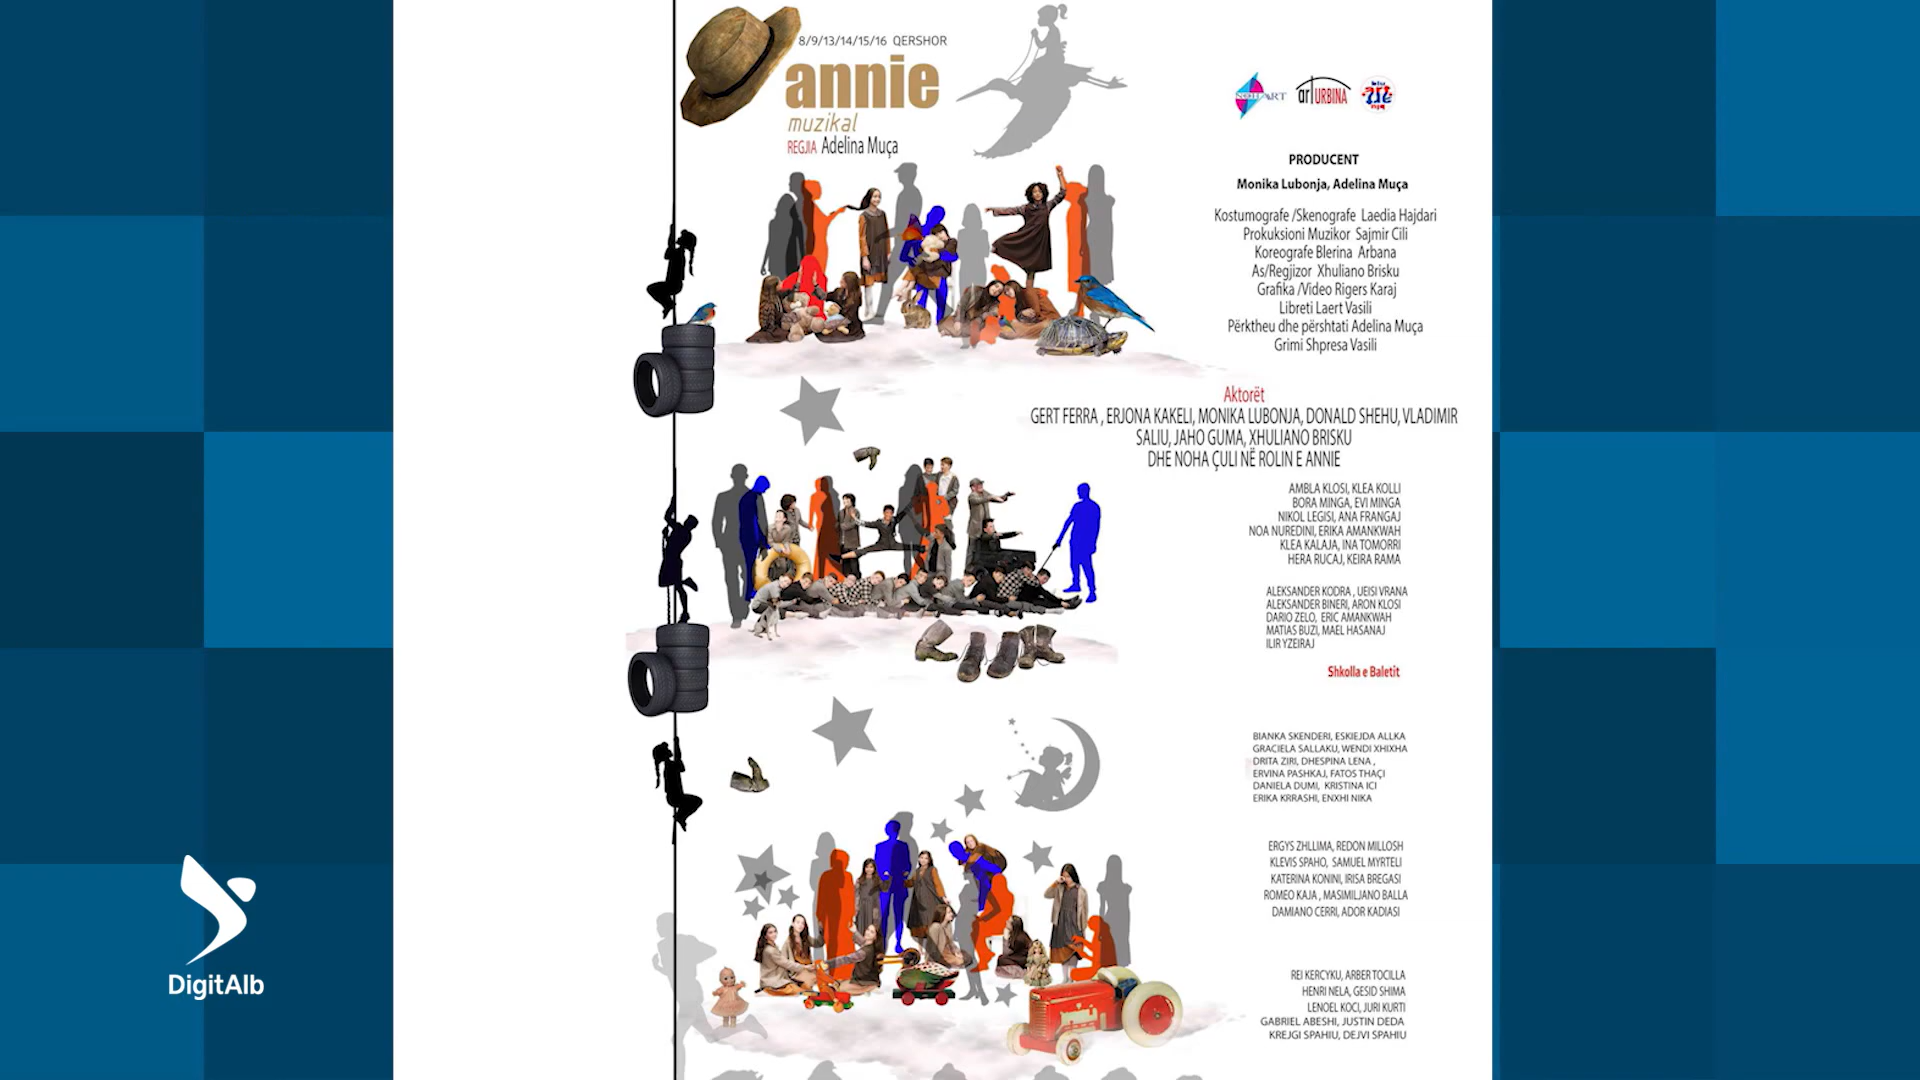 8/9/13/14/15/16 QERSHOR
annie
muzikal
REGJIA Adelina Muça
ART
arTURBINA
PRODUCENT
Monika Lubonja, Adelina Muça
Kostumografe /Skenografe Laedia Hajdari
Prokuksioni Muzikor Sajmir Cili
Koreografe Blerina Arbana
As/Regjizor Xhuliano Brisku
Grafika /Video Rigers Karaj
Libreti Laert Vasili
Përktheu dhe përshtati Adelina Muça
Grimi Shpresa Vasili
Aktorët
GERT FERRA , ERJONA KAKELI, MONIKA LUBONJA, DONALD SHEHU, VLADIMIR
SALIU, JAHO GUMA, XHULIANO BRISKU
DHE NOHA ÇULI NË ROLIN E ANNIE
AMBLA KLOSI, KLEA KOLLI
BORA MINGA, EVI MINGA
NIKOL LEGISI, ANA FRANGAJ
NOA NUREDINI, ERIKA AMANKWAH
KLEA KALAJA, INA TOMORRI
HERA RUCAJ, KEIRA RAMA
ALEKSANDER KODRA , UEISI VRANA
ALEKSANDER BINERI, ARON KLOSI
DARIO ZELO, ERIC AMANKWAH
MATIAS BUZI, MAEL HASANAJ
ILIR YZEIRAJ
Shkolla e Baletit
BIANKA SKENDERI, ESKIEJDA ALLKA
GRACIELA SALLAKU, WENDI XHIXHA
DRITA ZIRI, DHESPINA LENA ,
ERVINA PASHKAJ, FATOS THAÇI
DANIELA DUMI, KRISTINA ICI
ERIKA KRRASHI, ENXHI NIKA
ERGYS ZHLLIMA, REDON MILLOSH
KLEVIS SPAHO, SAMUEL MYRTELI
KATERINA KONINI, IRISA BREGASI
ROMEO KAJA , MASIMILJANO BALLA
DAMIANO CERRI, ADOR KADIASI
REI KERCYKU, ARBER TOCILLA
HENRI NELA, GESID SHIMA
LENOEL KOCI, JURI KURTI
GABRIEL ABESHI, JUSTIN DEDA
KREJGI SPAHIU, DEJVI SPAHIU
DigitAlb